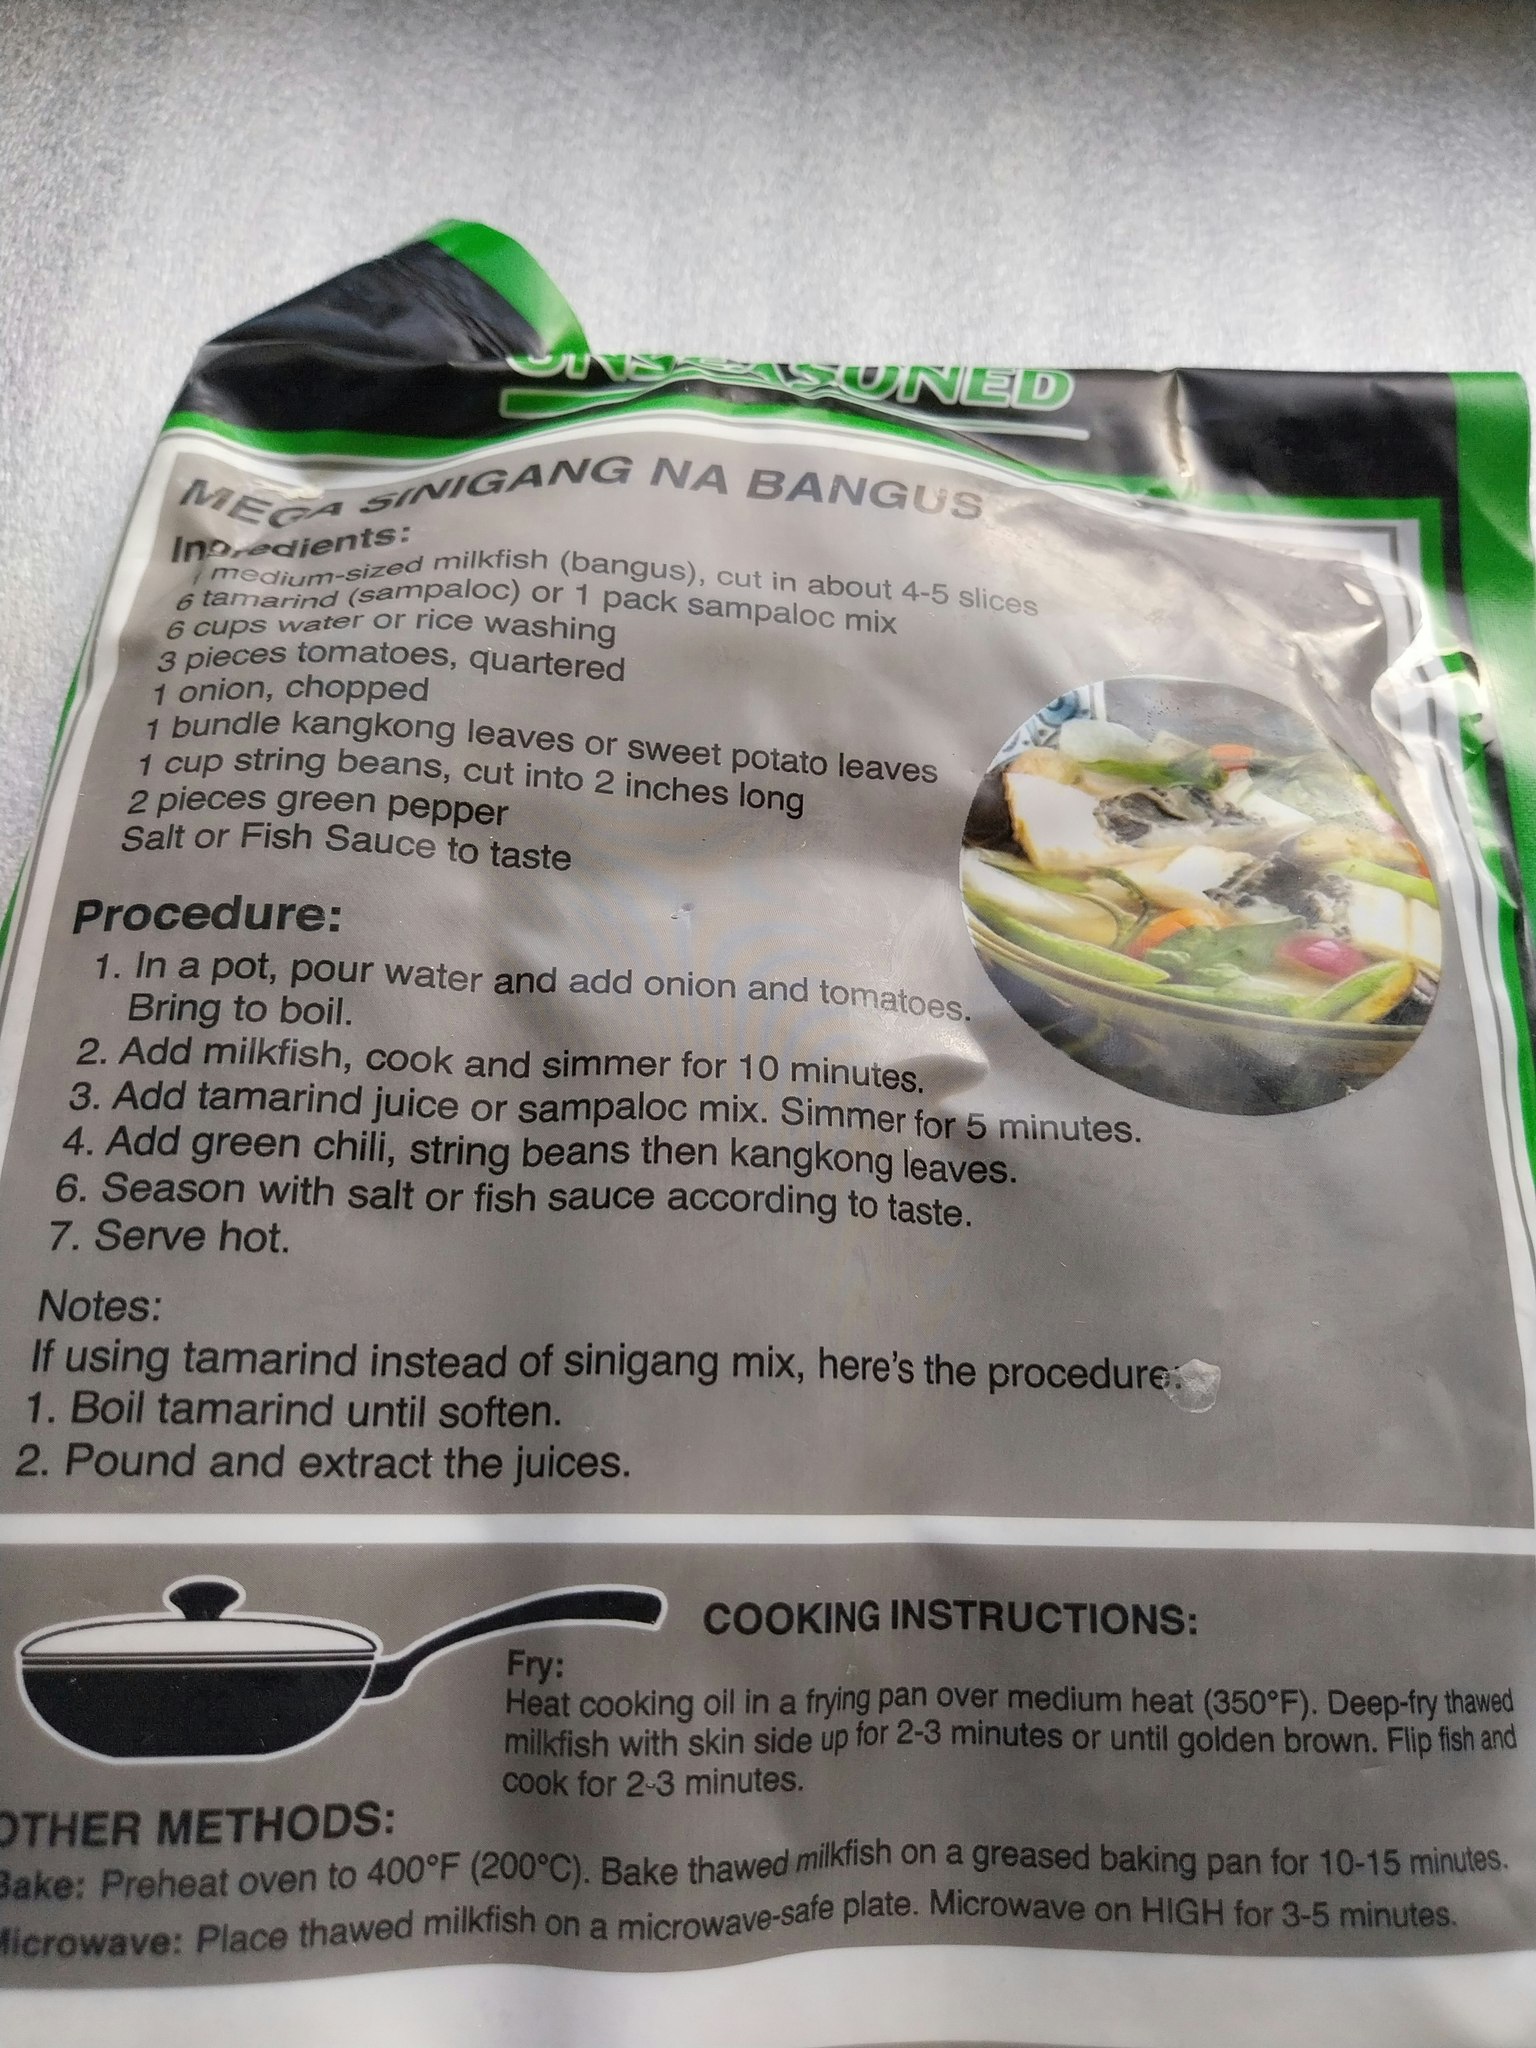 UNSEASONED
MEGA SINIGANG NA BANGUS
Ingredients:
1 medium-sized milkfish (bangus), cut in about 4-5 slices
6 tamarind (sampaloc) or 1 pack sampaloc mix
6 cups water or rice washing
3 pieces tomatoes, quartered
1 onion, chopped
1 bundle kangkong leaves or sweet potato leaves
1 cup string beans, cut into 2 inches long
2 pieces green pepper
Salt or Fish Sauce to taste
Procedure:
1. In a pot, pour water and add onion and tomatoes.
Bring to boil.
2. Add milkfish, cook and simmer for 10 minutes.
3. Add tamarind juice or sampaloc mix. Simmer for 5 minutes.
4. Add green chili, string beans then kangkong leaves.
6. Season with salt or fish sauce according to taste.
7. Serve hot.
Notes:
If using tamarind instead of sinigang mix, here's the procedure:
1. Boil tamarind until soften.
2. Pound and extract the juices.
COOKING INSTRUCTIONS:
Fry:
Heat cooking oil in a frying pan over medium heat (350°F). Deep-fry thawed
milkfish with skin side up for 2-3 minutes or until golden brown. Flip fish and
cook for 2-3 minutes.
OTHER METHODS:
Bake: Preheat oven to 400°F (200°C). Bake thawed milkfish on a greased baking pan for 10-15 minutes.
Microwave: Place thawed milkfish on a microwave-safe plate. Microwave on HIGH for 3-5 minutes.